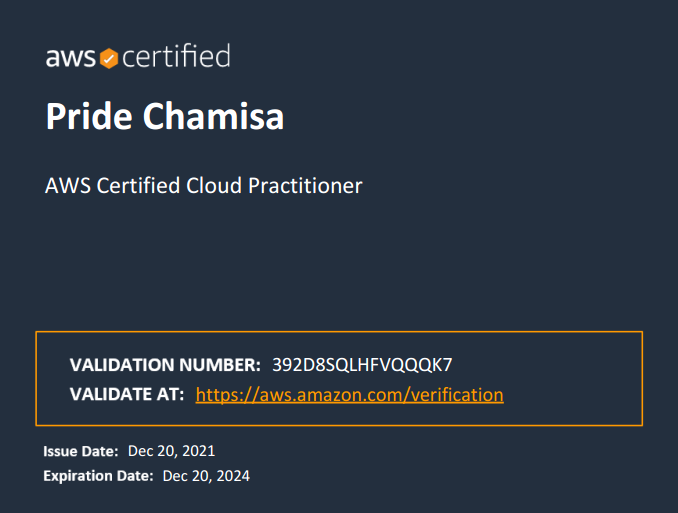 aws certified
Pride Chamisa
AWS Certified Cloud Practitioner
VALIDATION NUMBER: 392D8SQLHFVQQQK7
VALIDATE AT: https://aws.amazon.com/verification
Issue Date: Dec 20, 2021
Expiration Date: Dec 20, 2024